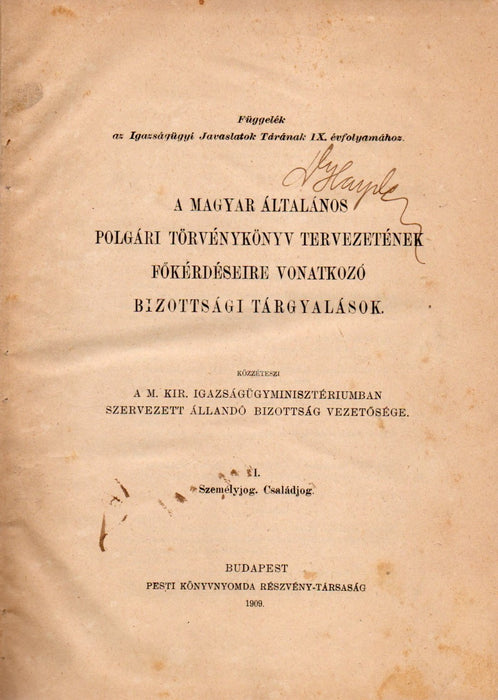 Függelék
az Igazságügyi Javaslatok Tárának IX. évfolyamához.
Dr
A MAGYAR ÁLTALÁNOS
POLGÁRI TÖRVÉNYKÖNYV TERVEZETÉNEK
FŐKÉRDÉSEIRE VONATKOZÓ
BIZOTTSÁGI TÁRGYALÁSOK.
KÖZZÉTESZI
A M. KIR. IGAZSÁGÜGYMINISZTÉRIUMBAN
SZERVEZETT ÁLLANDÓ BIZOTTSÁG VEZETŐSÉGE.
I.
Személyjog. Családjog.
BUDAPEST
PESTI KÖNYVNYOMDA RÉSZVÉNY-TÁRSASÁG
1909.